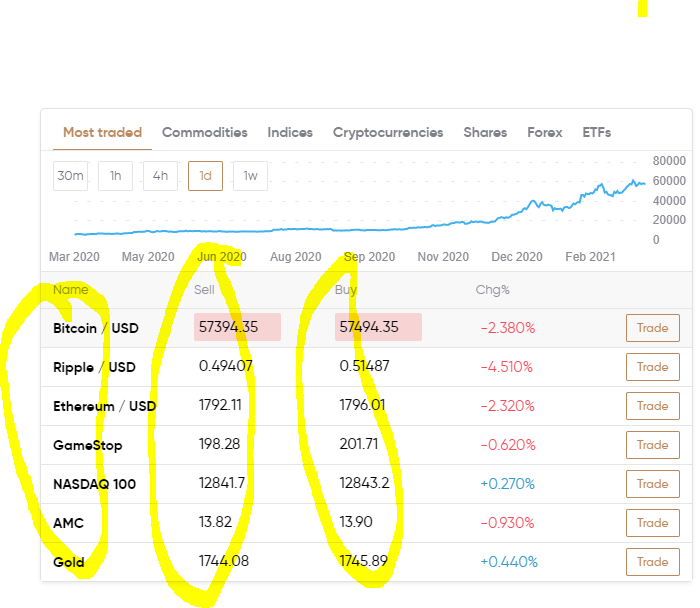 Most traded Commodities Indices Cryptocurrencies Shares Forex ETFs
30m 1h 4h 1d 1w
80000
60000
40000
20000
0
Mar 2020 May 2020 Jun 2020 Aug 2020 Sep 2020 Nov 2020 Dec 2020 Feb 2021
Name Sell Buy Chg%
Bitcoin / USD 57394.35 57494.35 -2.380% Trade
Ripple / USD 0.49407 0.51487 -4.510% Trade
Ethereum / USD 1792.11 1796.01 -2.320% Trade
GameStop 198.28 201.71 -0.620% Trade
NASDAQ 100 12841.7 12843.2 +0.270% Trade
AMC 13.82 13.90 -0.930% Trade
Gold 1744.08 1745.89 +0.440% Trade